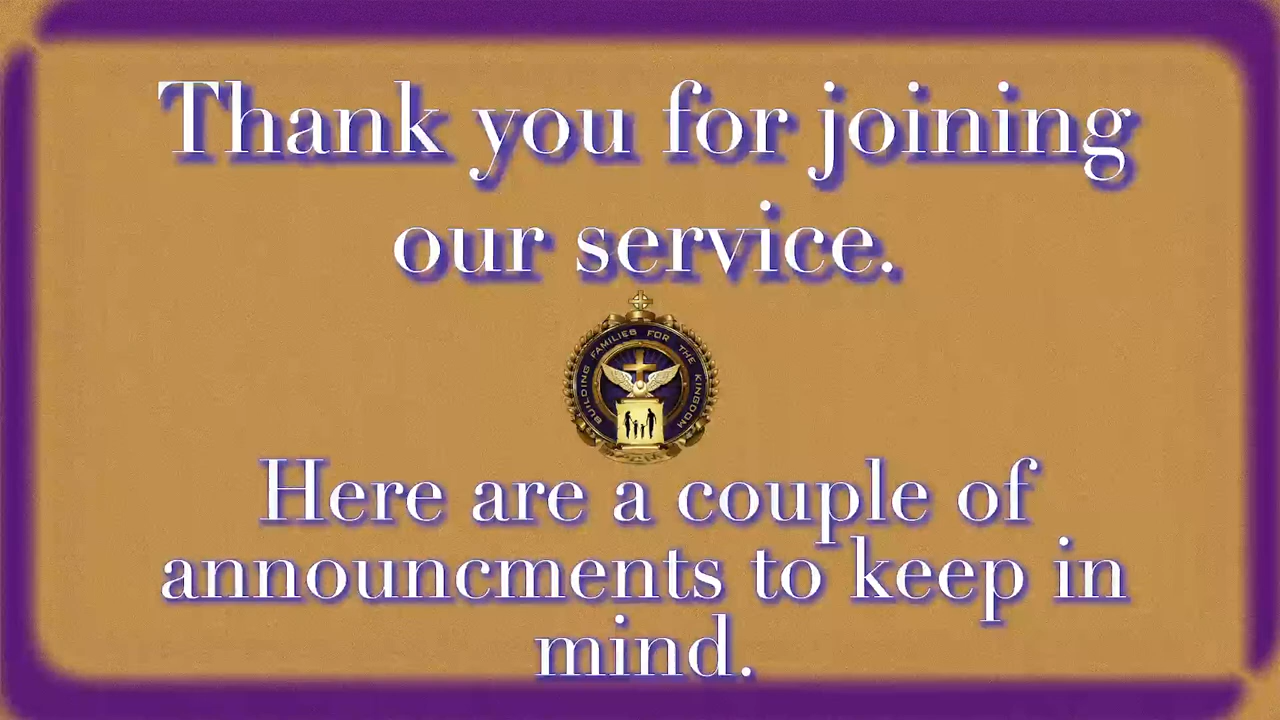 Thank you for joining
our service.
BUILDING FAMILIES FOR THE KINGDOM
Here are a couple of
announcments to keep in
mind.